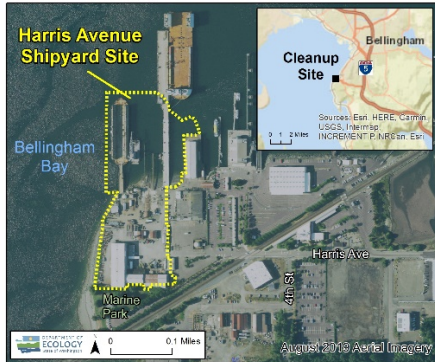 Harris Avenue
Shipyard Site
Bellingham
Bay
Bellingham
Cleanup
Site
5
Sources: Esri, HERE, Garmin,
USGS, Intermap,
INCREMENT P, NRCan, Esri
0 1 2 Miles
Harris Ave
4th St
Marine
Park
DEPARTMENT OF
ECOLOGY
State of Washington
0 0.1 Miles
August 2019 Aerial Imagery